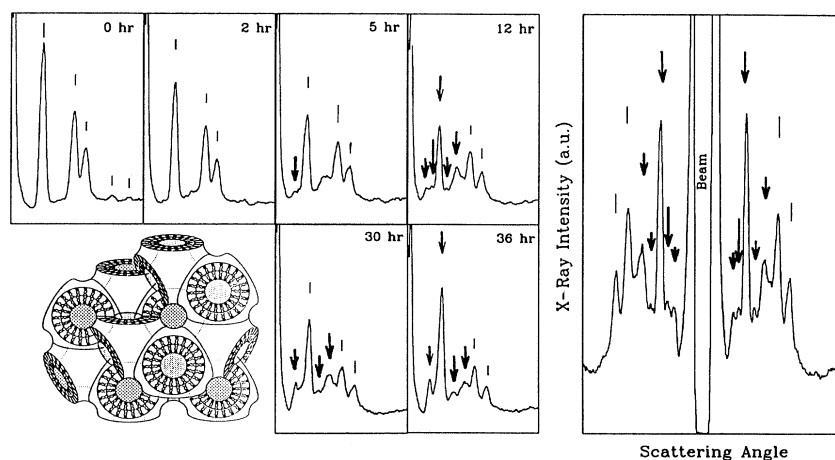 0 hr
2 hr
5 hr
12 hr
30 hr
36 hr
X-Ray Intensity (a.u.)
Beam
Scattering Angle